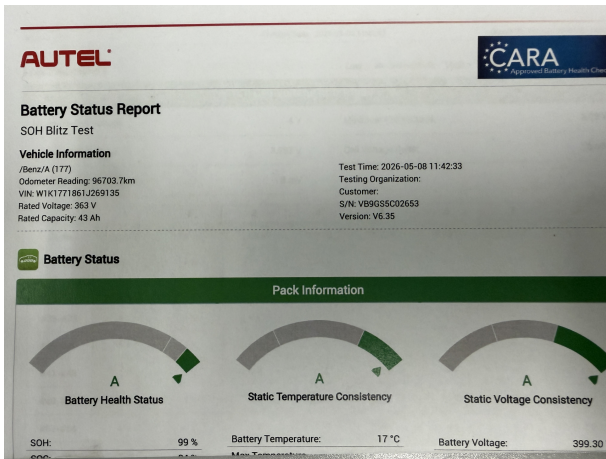 AUTEL
CARA
Approved Battery Health Che
Battery Status Report
SOH Blitz Test
Vehicle Information
/Benz/A (177)
Odometer Reading: 96703.7km
VIN: W1K1771861J269135
Rated Voltage: 363 V
Rated Capacity: 43 Ah
Test Time: 2026-05-08 11:42:33
Testing Organization:
Customer:
S/N: VB9GS5C02653
Version: V6.35
Battery Status
Pack Information
A
Battery Health Status
A
Static Temperature Consistency
A
Static Voltage Consistency
SOH: 99 %
Battery Temperature: 17 °C
Battery Voltage: 399.30